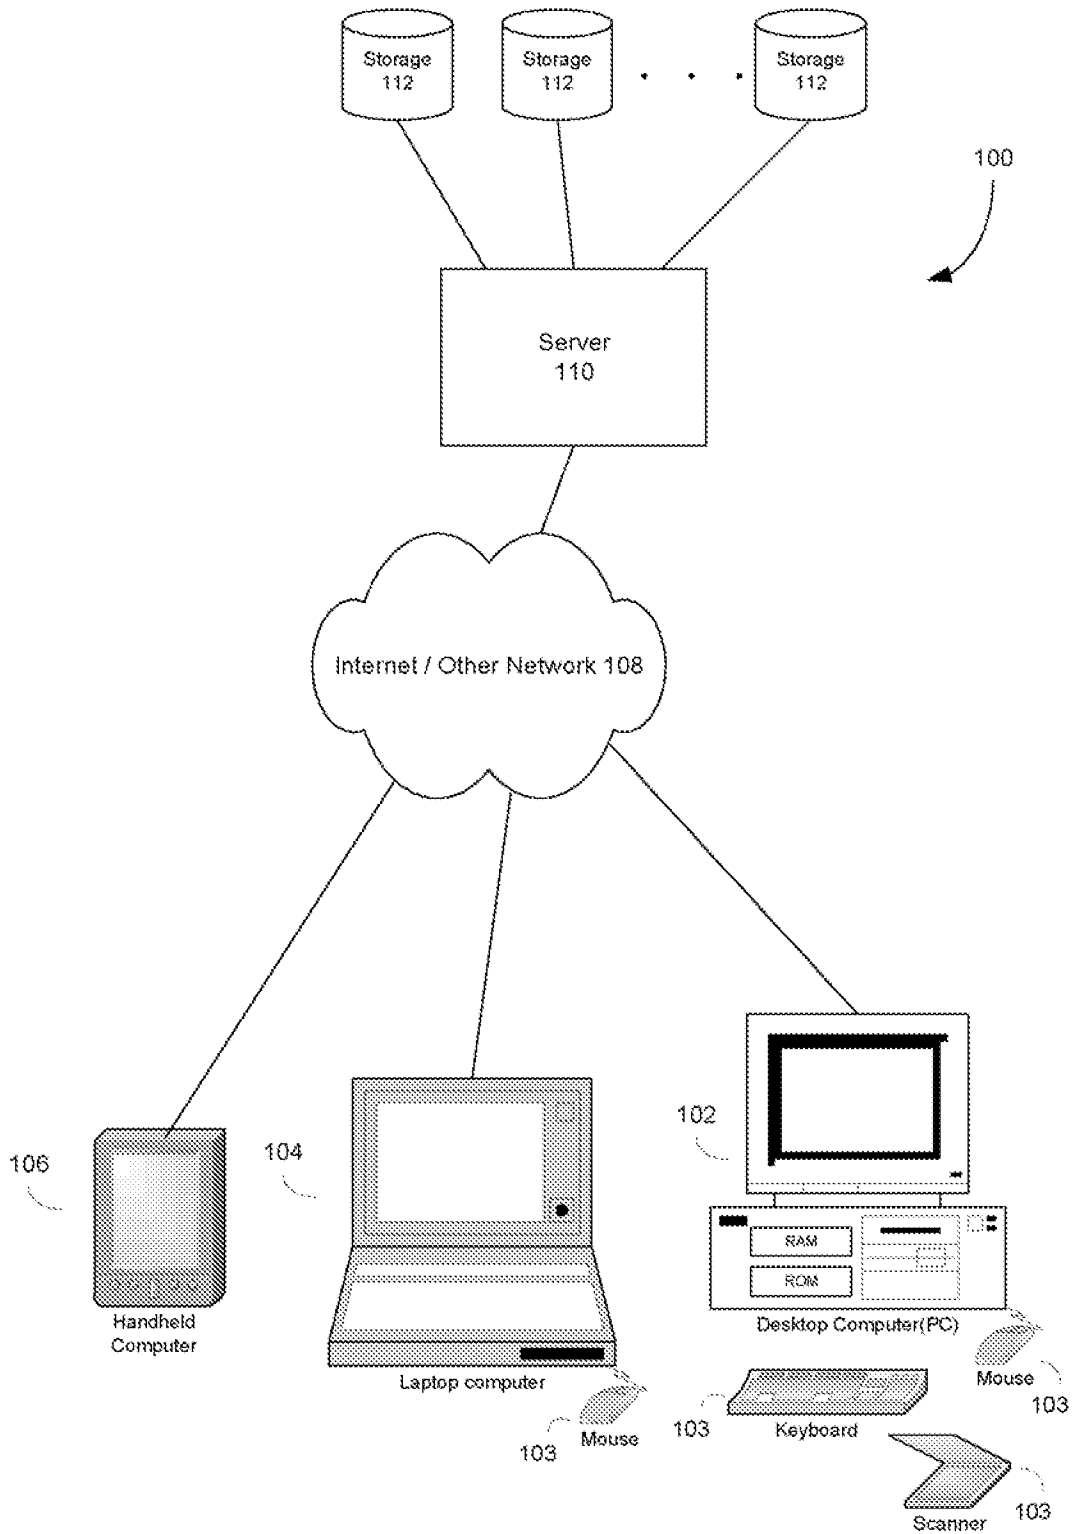 Storage
112
Storage
112
Storage
112
100
Server
110
Internet / Other Network 108
102
104
106
RAM
ROM
Handheld
Computer
Desktop Computer(PC)
Laptop computer
Mouse
103
103
Keyboard
103
Mouse
103
Scanner